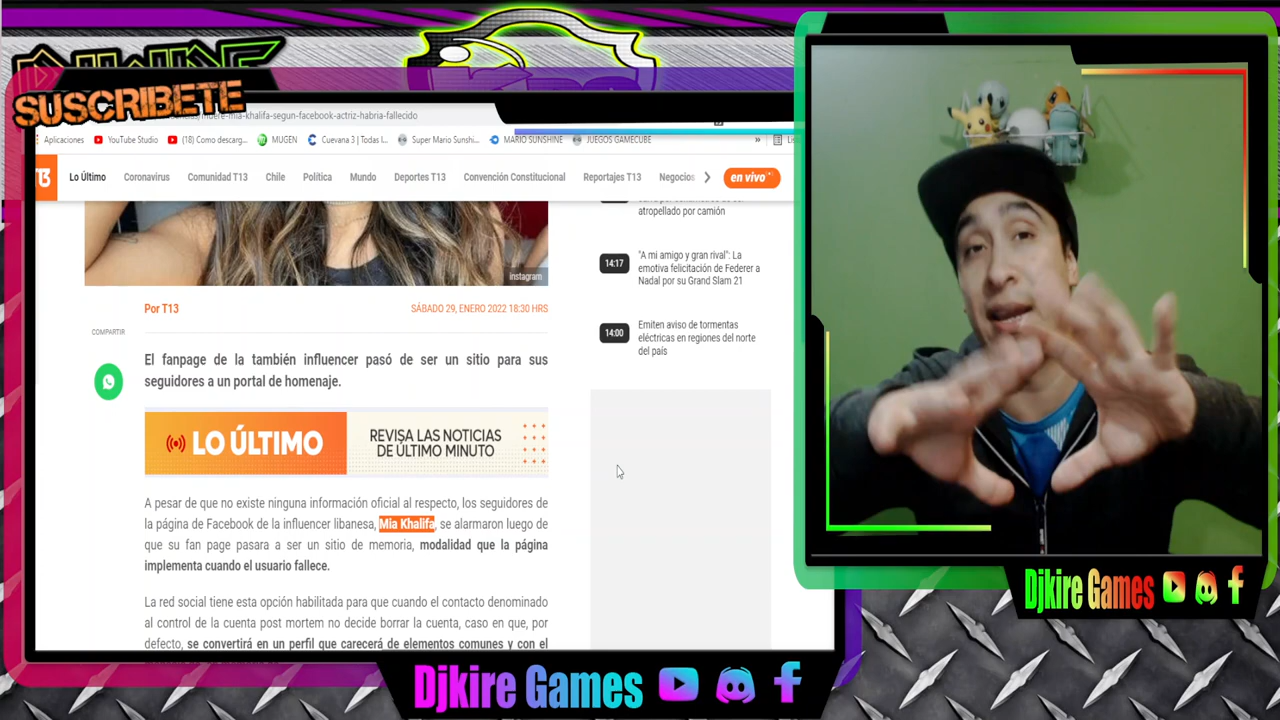 SUSCRIBETE
muere-mia-khalifa-segun-facebook-actriz-habria-fallecido
Aplicaciones YouTube Studio (18) Como descarg... MUGEN Cuevana 3 | Todas l... Super Mario Sunshi... MARIO SUNSHINE JUEGOS GAMECUBE »
T13 Lo Último Coronavirus Comunidad T13 Chile Política Mundo Deportes T13 Convención Constitucional Reportajes T13 Negocios en vivo
atropellado por camión
instagram
14:17 "A mi amigo y gran rival": La
emotiva felicitación de Federer a
Nadal por su Grand Slam 21
Por T13 SÁBADO 29, ENERO 2022 18:30 HRS
COMPARTIR
14:00 Emiten aviso de tormentas
eléctricas en regiones del norte
del país
El fanpage de la también influencer pasó de ser un sitio para sus
seguidores a un portal de homenaje.
LO ÚLTIMO
REVISA LAS NOTICIAS
DE ÚLTIMO MINUTO
A pesar de que no existe ninguna información oficial al respecto, los seguidores de
la página de Facebook de la influencer libanesa, Mia Khalifa, se alarmaron luego de
que su fan page pasara a ser un sitio de memoria, modalidad que la página
implementa cuando el usuario fallece.
La red social tiene esta opción habilitada para que cuando el contacto denominado
al control de la cuenta post mortem no decide borrar la cuenta, caso en que, por
defecto, se convertirá en un perfil que carecerá de elementos comunes y con el
Djkire Games
Djkire Games